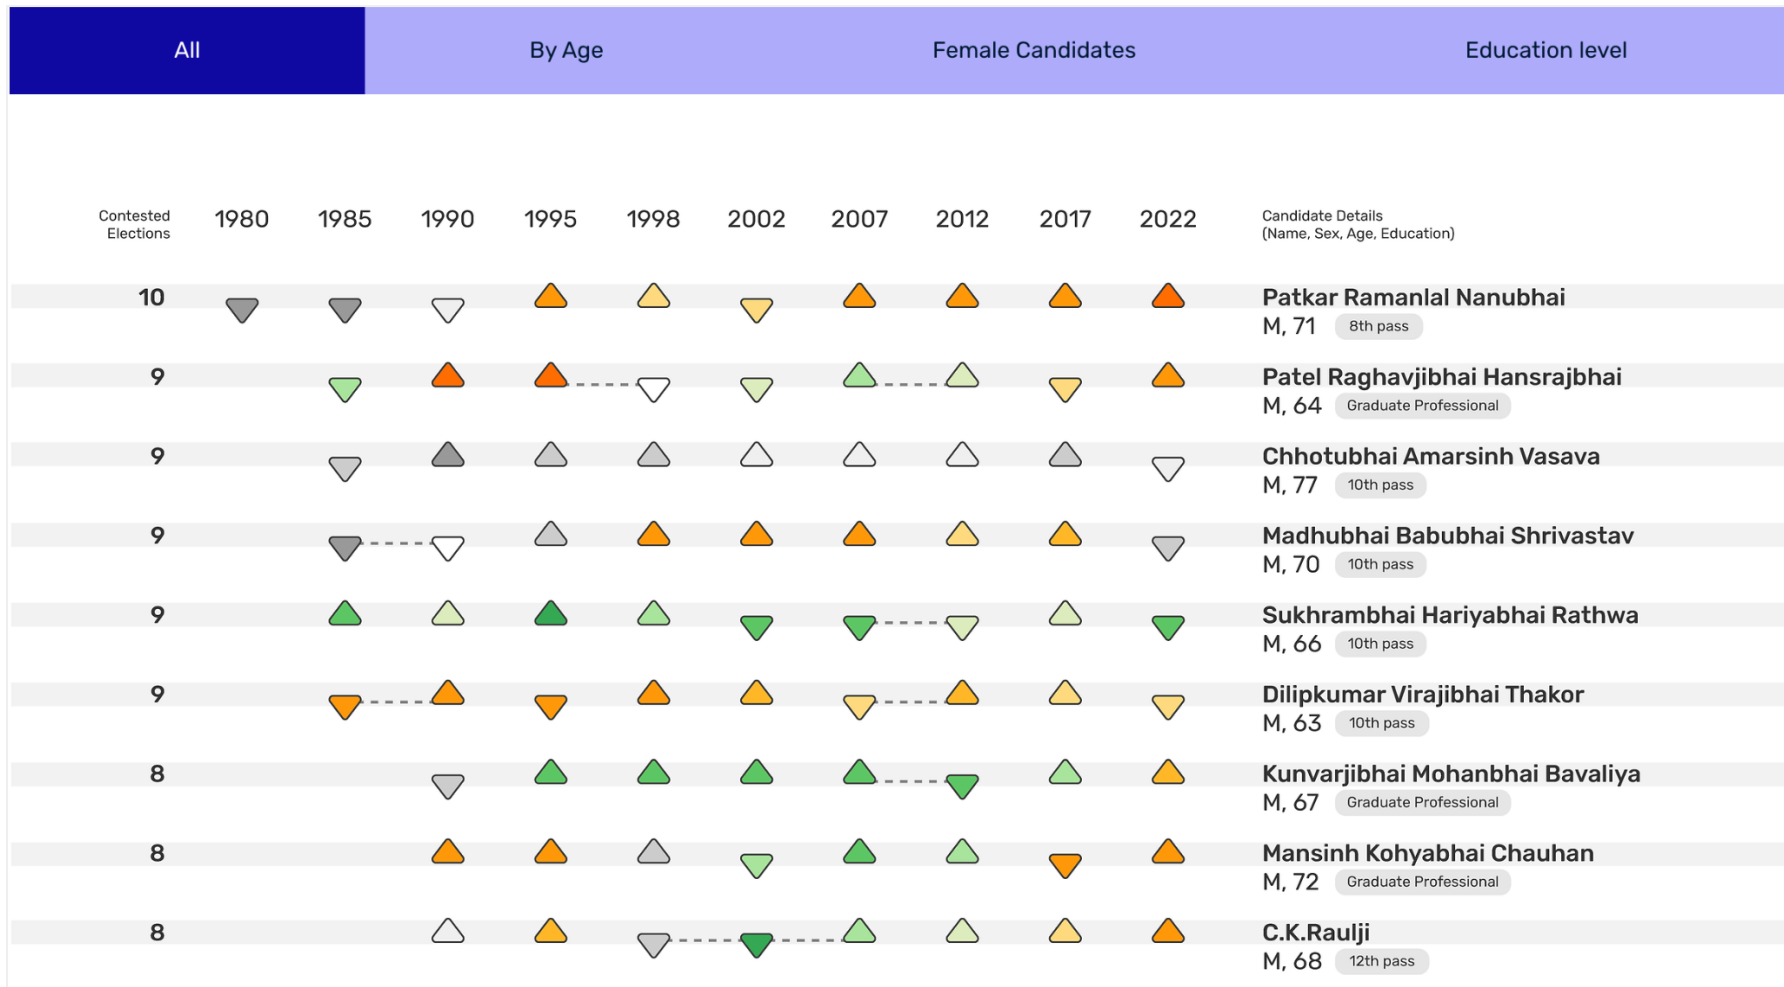 All By Age Female Candidates Education level
Contested
Elections
1980 1985 1990 1995 1998 2002 2007 2012 2017 2022
Candidate Details
(Name, Sex, Age, Education)
10 Patkar Ramanlal Nanubhai
M, 71 8th pass
9 Patel Raghavjibhai Hansrajbhai
M, 64 Graduate Professional
9 Chhotubhai Amarsinh Vasava
M, 77 10th pass
9 Madhubhai Babubhai Shrivastav
M, 70 10th pass
9 Sukhrambhai Hariyabhai Rathwa
M, 66 10th pass
9 Dilipkumar Virajibhai Thakor
M, 63 10th pass
8 Kunvarjibhai Mohanbhai Bavaliya
M, 67 Graduate Professional
8 Mansinh Kohyabhai Chauhan
M, 72 Graduate Professional
8 C.K.Raulji
M, 68 12th pass